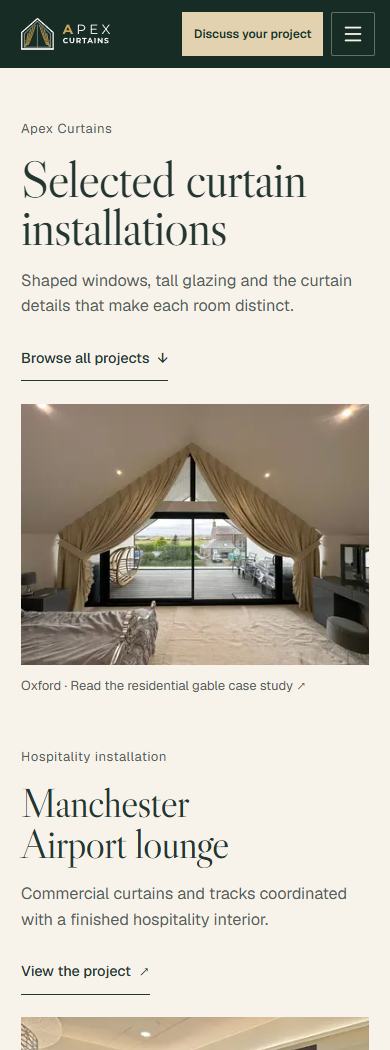 APEX
CURTAINS
Discuss your project
Apex Curtains
Selected curtain
installations
Shaped windows, tall glazing and the curtain
details that make each room distinct.
Browse all projects ↓
Oxford · Read the residential gable case study ↗
Hospitality installation
Manchester
Airport lounge
Commercial curtains and tracks coordinated
with a finished hospitality interior.
View the project ↗